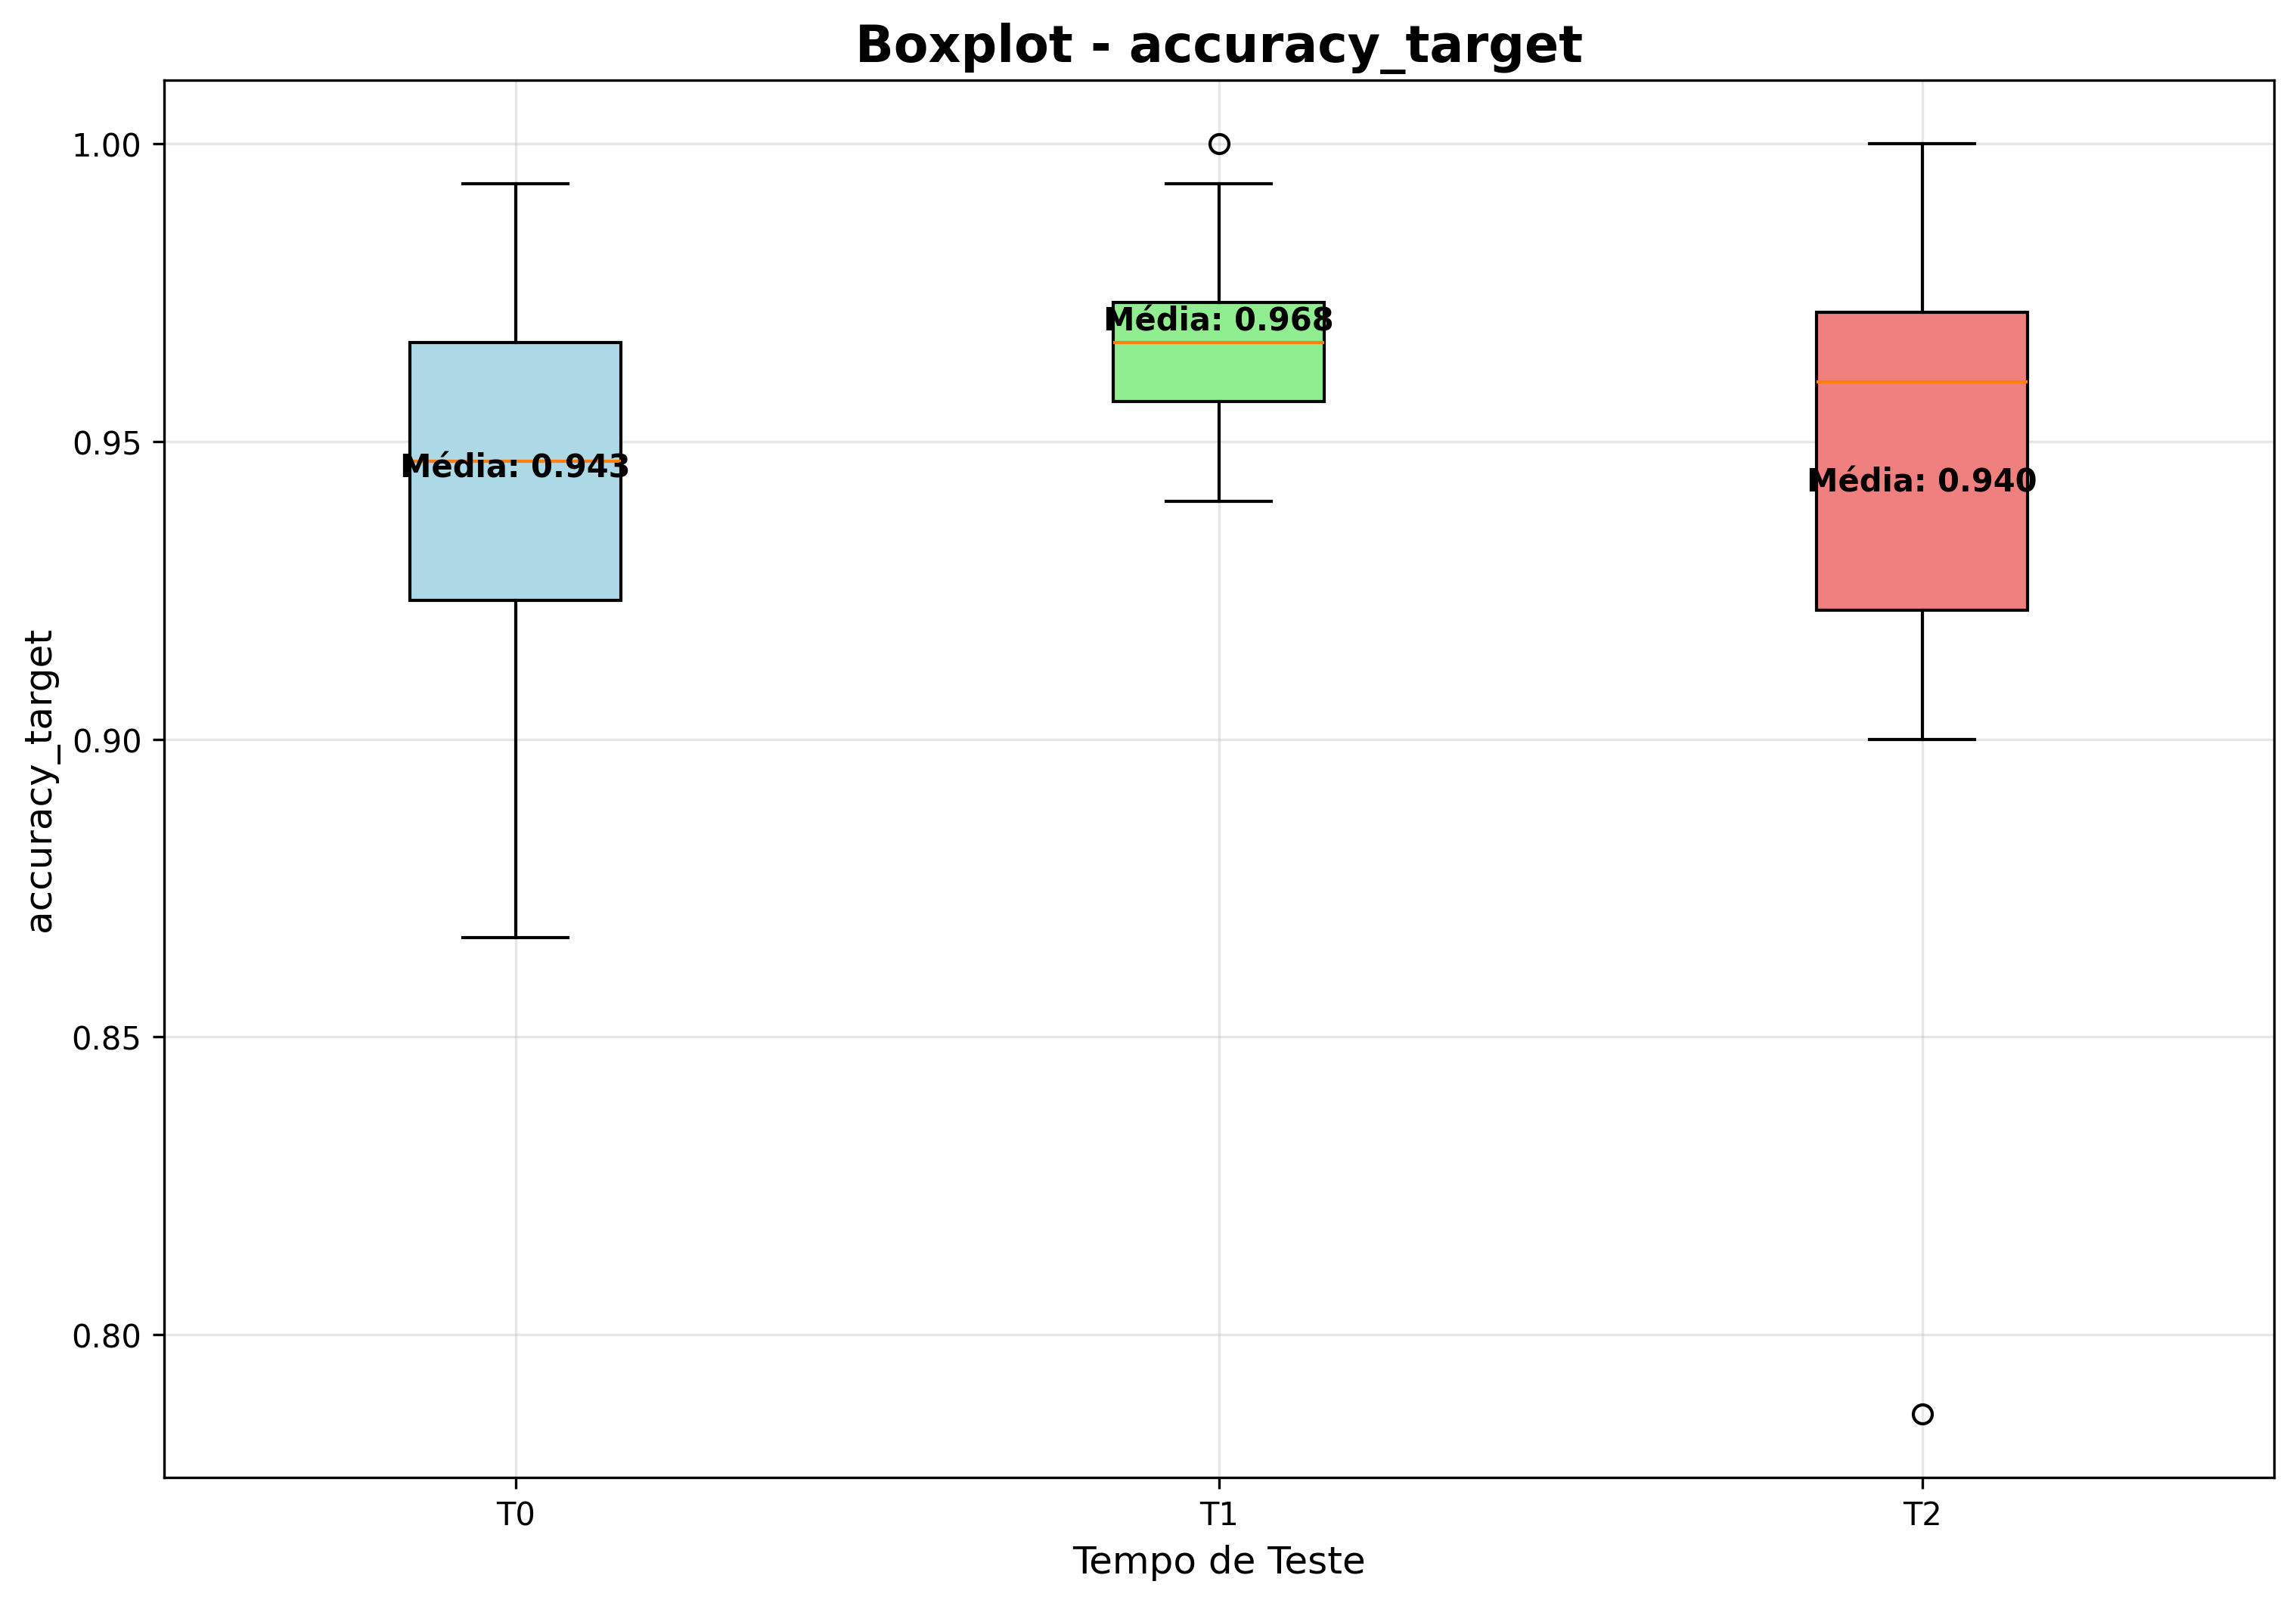 Boxplot - accuracy_target
accuracy_target
1.00
0.95
0.90
0.85
0.80
Média: 0.943
Média: 0.968
Média: 0.940
T0
T1
T2
Tempo de Teste